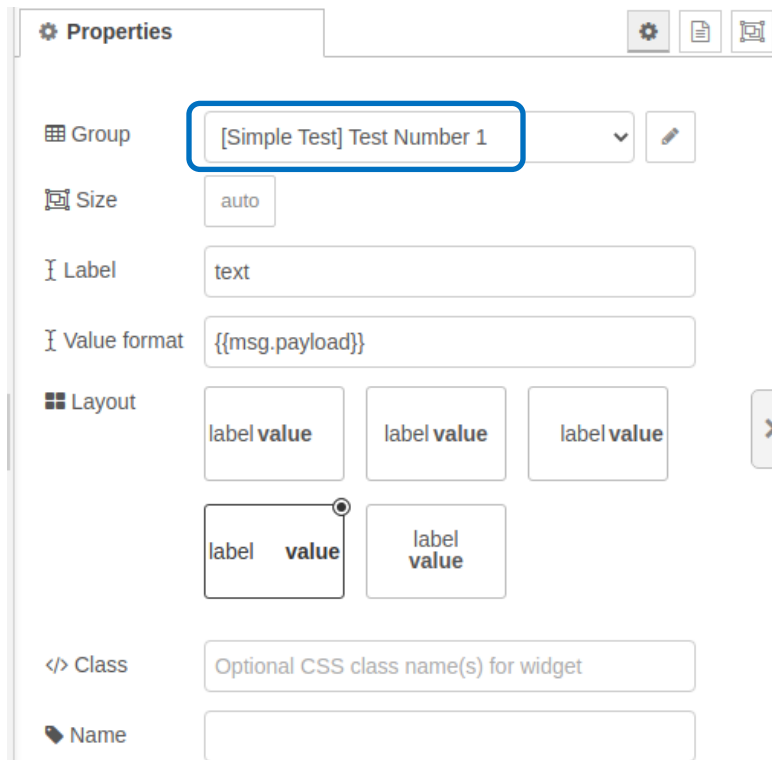 Properties
Group [Simple Test] Test Number 1
Size auto
Label text
Value format {{msg.payload}}
Layout
label value label value label value
label value label
value
</> Class Optional CSS class name(s) for widget
Name